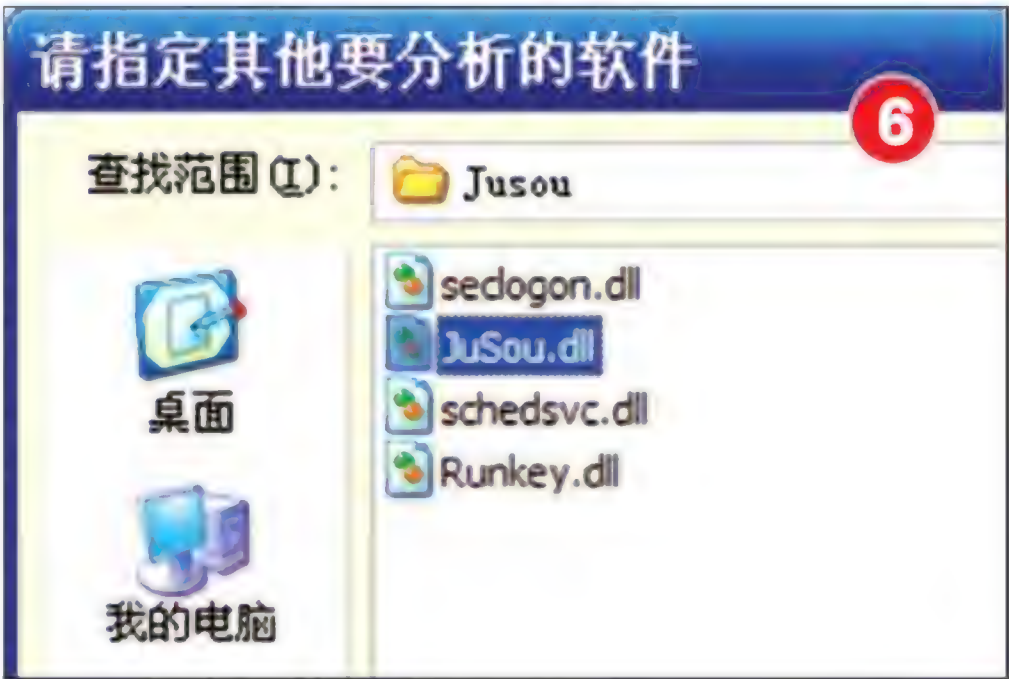 请指定其他要分析的软件
6
查找范围(I):
Jusou
seclogon.dll
JuSou.dll
schedsvc.dll
Runkey.dll
桌面
我的电脑